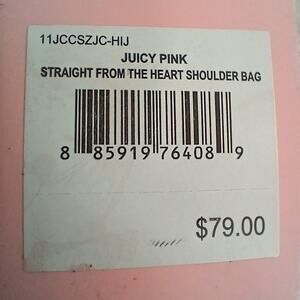 11JCCSZJC-HIJ
JUICY PINK
STRAIGHT FROM THE HEART SHOULDER BAG
8 85919 76408 9
$79.00